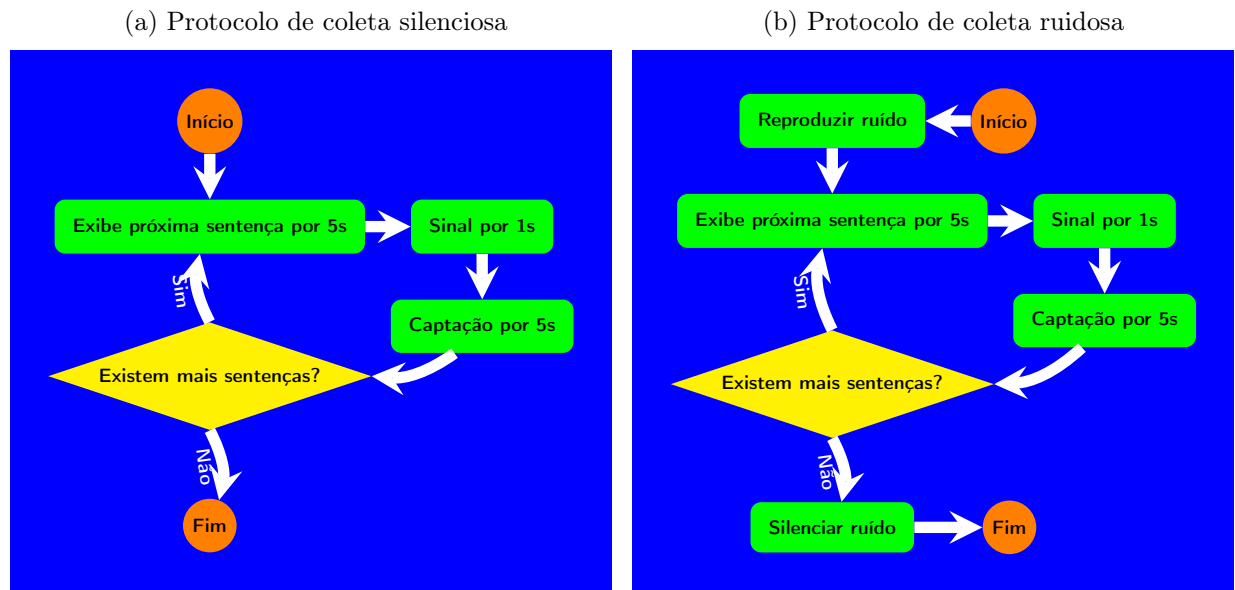 (a) Protocolo de coleta silenciosa
Início
Exibe próxima sentença por 5s
Sinal por 1s
Captação por 5s
Sim
Existem mais sentenças?
Não
Fim
(b) Protocolo de coleta ruidosa
Reproduzir ruído
Início
Exibe próxima sentença por 5s
Sinal por 1s
Captação por 5s
Sim
Existem mais sentenças?
Não
Silenciar ruído
Fim